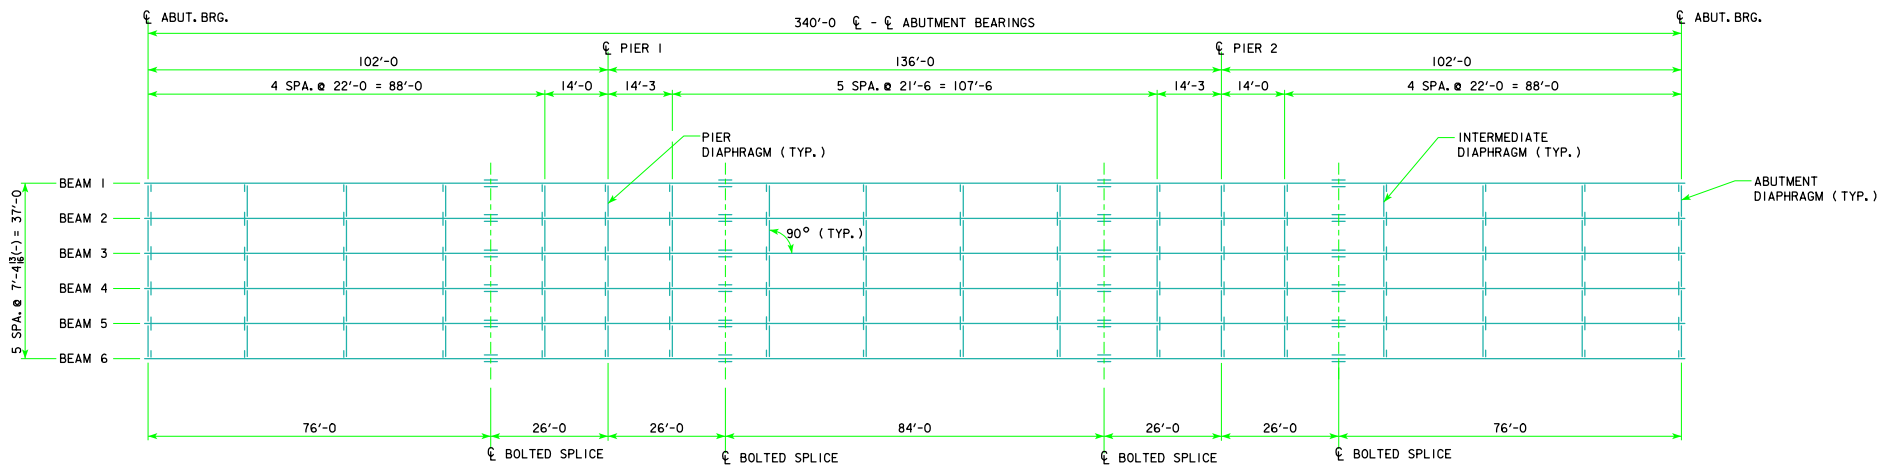 ℄ ABUT. BRG.
340'-0 ℄ - ℄ ABUTMENT BEARINGS
℄ ABUT. BRG.
℄ PIER 1
℄ PIER 2
102'-0
136'-0
102'-0
4 SPA. @ 22'-0 = 88'-0
14'-0
14'-3
5 SPA. @ 21'-6 = 107'-6
14'-3
14'-0
4 SPA. @ 22'-0 = 88'-0
PIER
DIAPHRAGM (TYP.)
INTERMEDIATE
DIAPHRAGM (TYP.)
ABUTMENT
DIAPHRAGM (TYP.)
5 SPA. @ 7'-4 13/16(-) = 37'-0
BEAM 1
BEAM 2
BEAM 3
BEAM 4
BEAM 5
BEAM 6
90° (TYP.)
76'-0
26'-0
26'-0
84'-0
26'-0
26'-0
76'-0
℄ BOLTED SPLICE
℄ BOLTED SPLICE
℄ BOLTED SPLICE
℄ BOLTED SPLICE